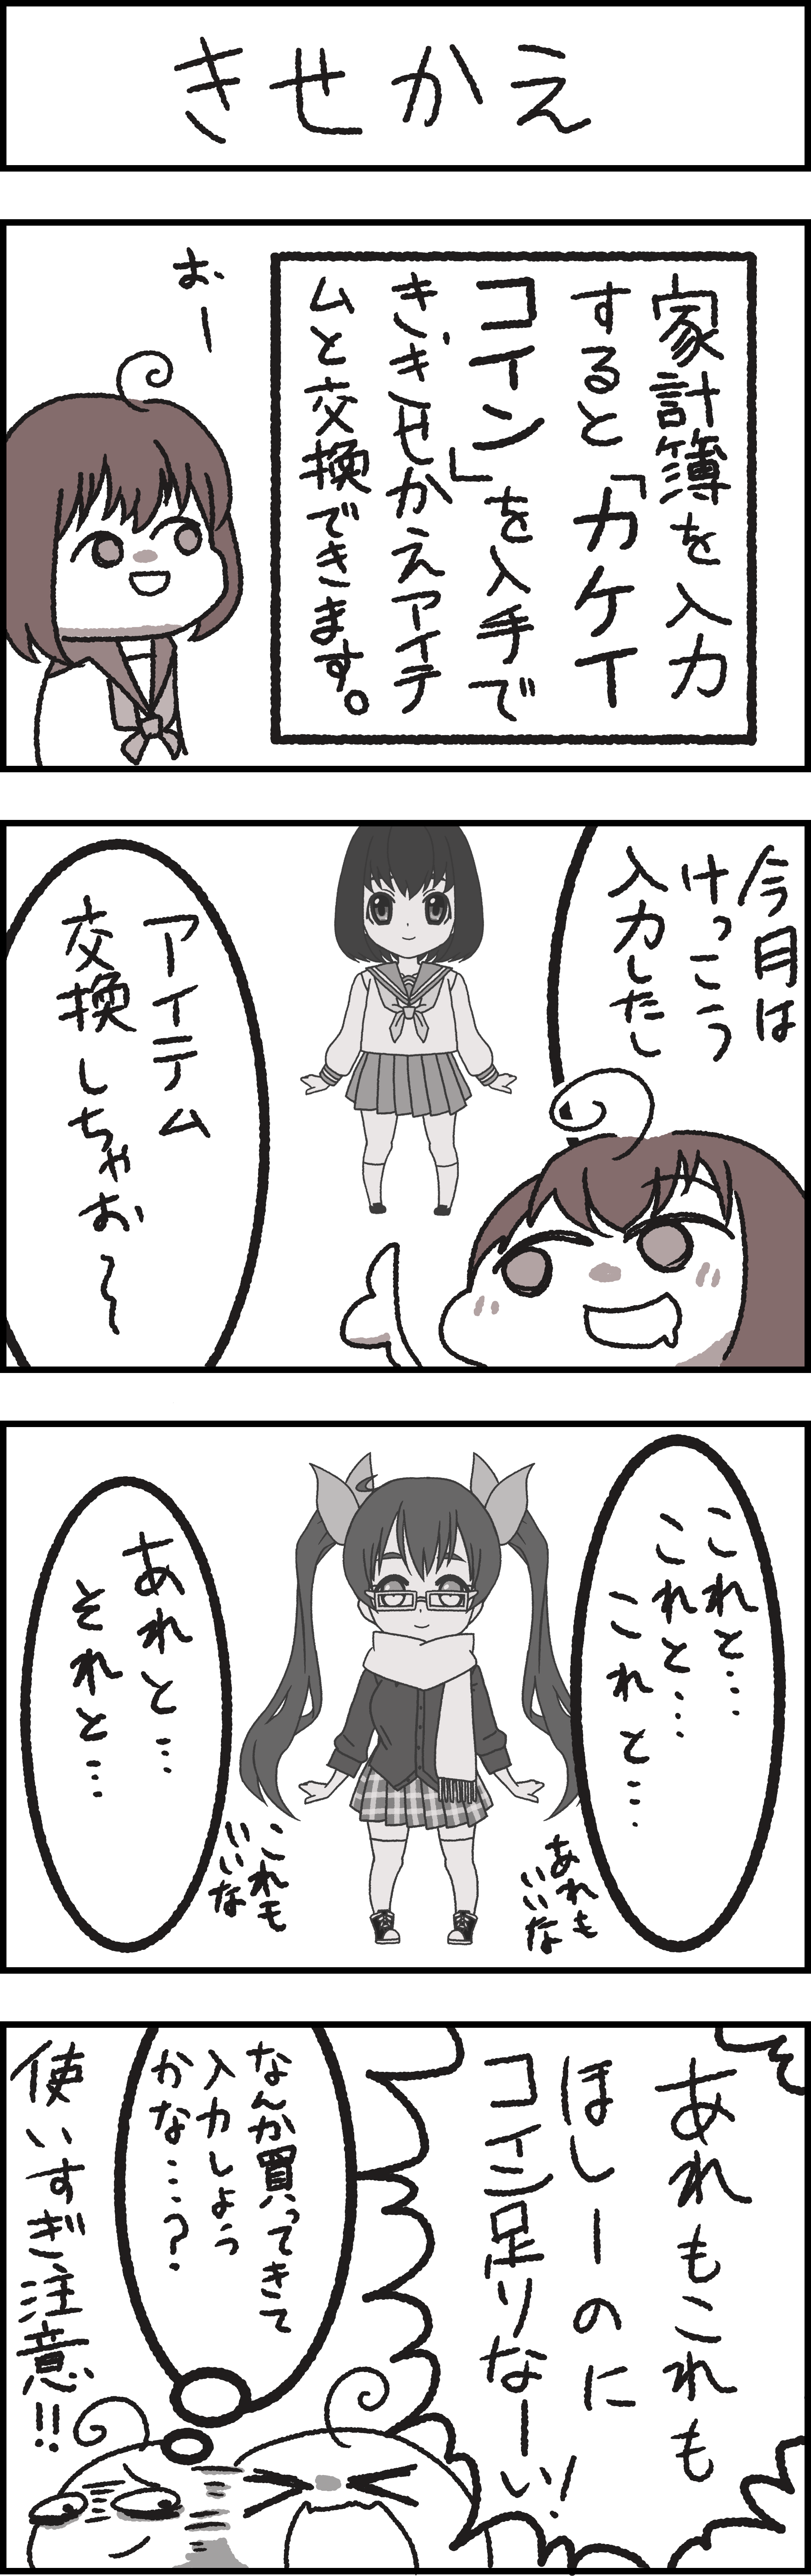 きせかえ
家計簿を入力
すると「カケイ
コイン」を入手で
き、きせかえアイテ
ムと交換できます。
おー
今月は
けっこう
入力したし
アイテム
交換しちゃお～
これと…
これと…
これと…
あれも
いいな
これも
いいな
あれと…
それと…
あれもこれも
ほしーのに
コイン足りなーい!
なんか買ってきて
入力しよう
かな…?
使いすぎ注意!!